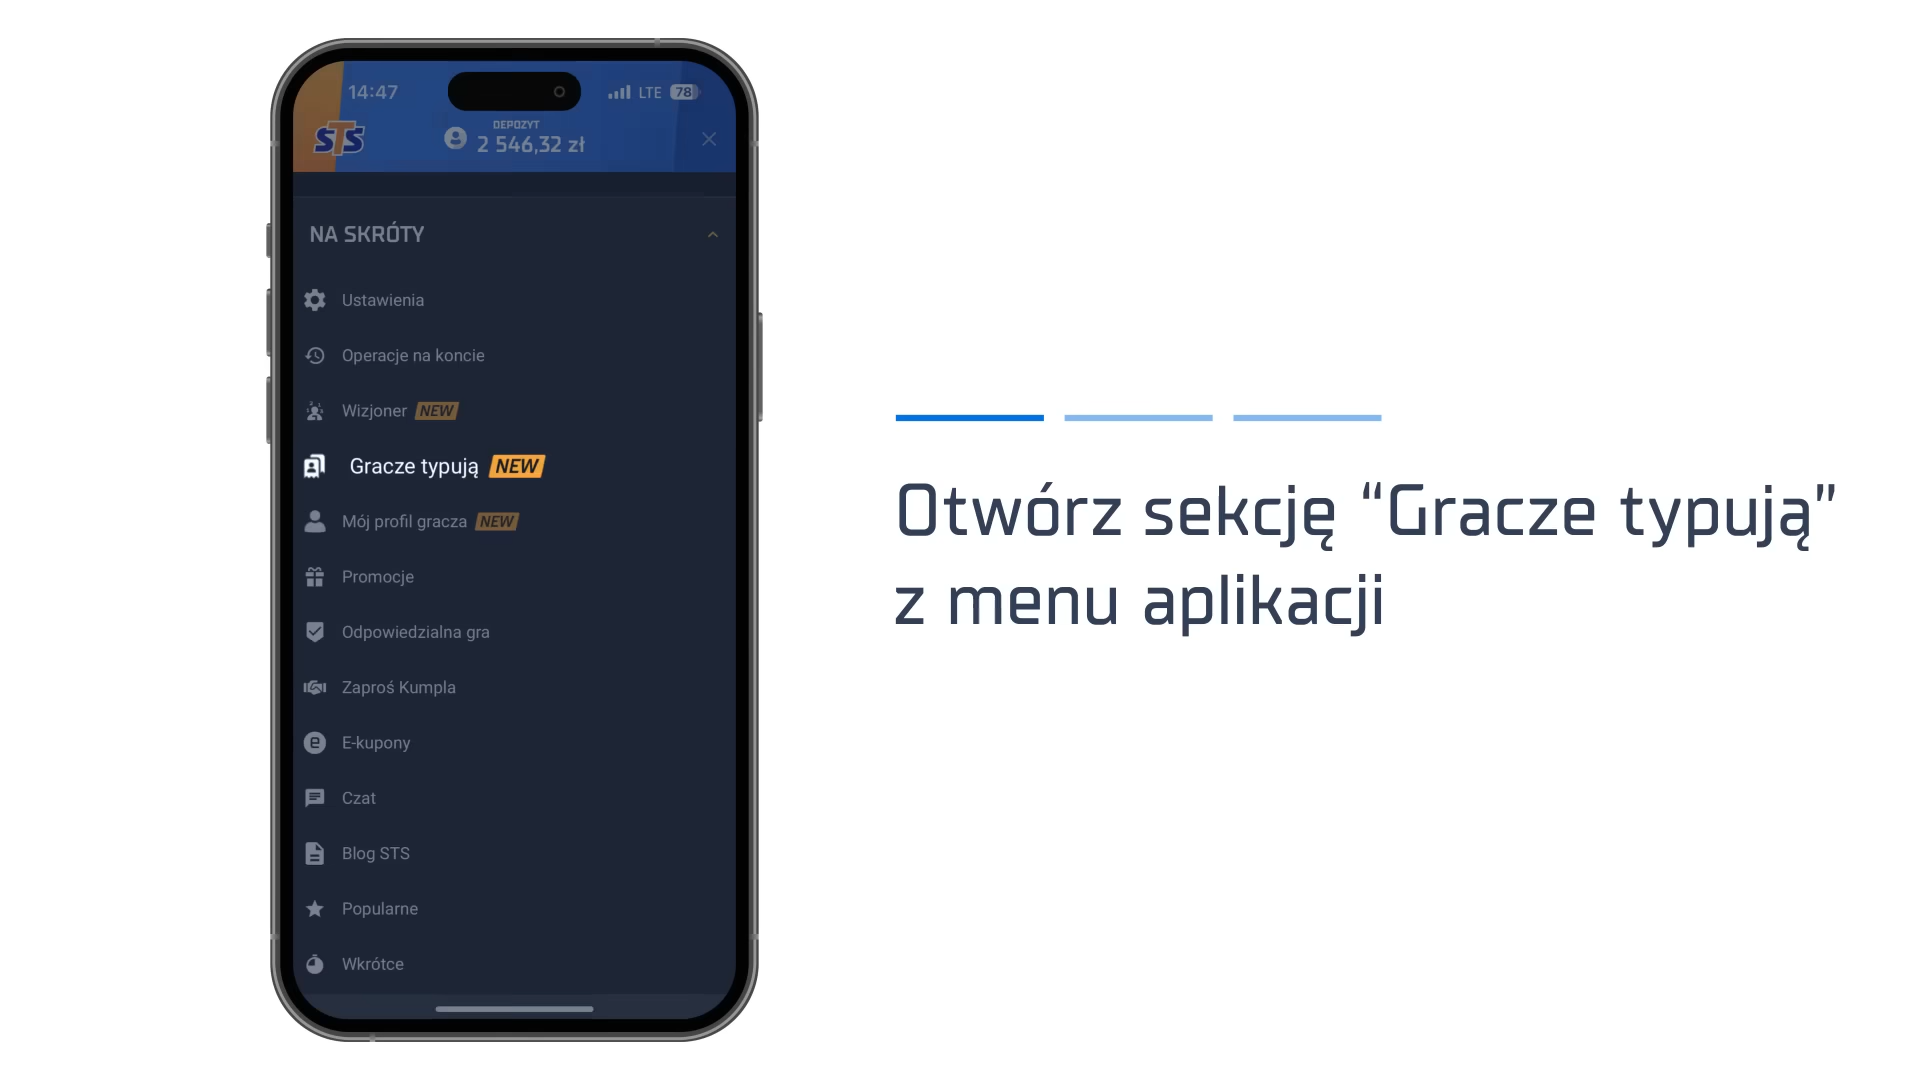 14:47
LTE 78
STS
DEPOZYT
2 546,32 zł
NA SKRÓTY
Ustawienia
Operacje na koncie
Wizjoner NEW
Gracze typują NEW
Mój profil gracza NEW
Promocje
Odpowiedzialna gra
Zaproś Kumpla
E-kupony
Czat
Blog STS
Popularne
Wkrótce
Otwórz sekcję “Gracze typują”
z menu aplikacji